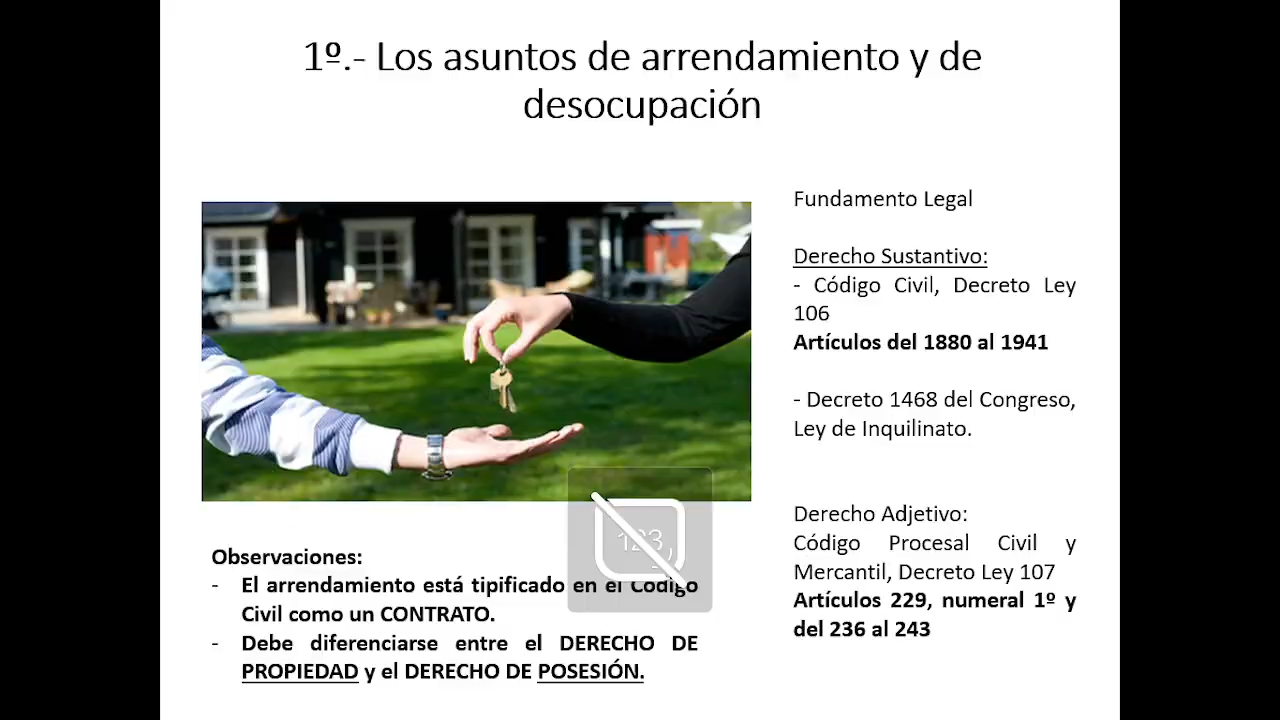 1º.- Los asuntos de arrendamiento y de
desocupación
Fundamento Legal
Derecho Sustantivo:
- Código Civil, Decreto Ley
106
Artículos del 1880 al 1941
- Decreto 1468 del Congreso,
Ley de Inquilinato.
Derecho Adjetivo:
Código Procesal Civil y
Mercantil, Decreto Ley 107
Artículos 229, numeral 1º y
del 236 al 243
Observaciones:
- El arrendamiento está tipificado en el Código
Civil como un CONTRATO.
- Debe diferenciarse entre el DERECHO DE
PROPIEDAD y el DERECHO DE POSESIÓN.
123